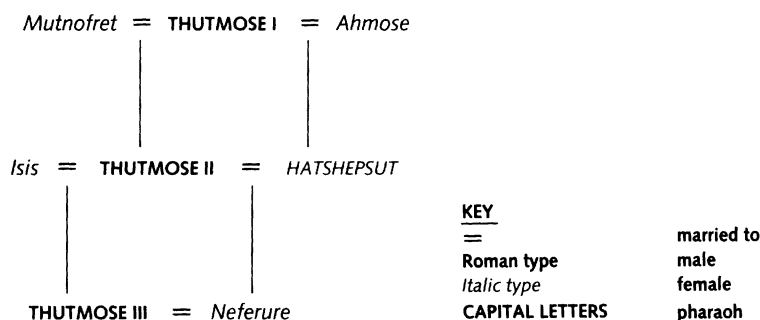 Mutnofret = THUTMOSE I = Ahmose
Isis = THUTMOSE II = HATSHEPSUT
THUTMOSE III = Neferure
KEY
= married to
Roman type male
Italic type female
CAPITAL LETTERS pharaoh